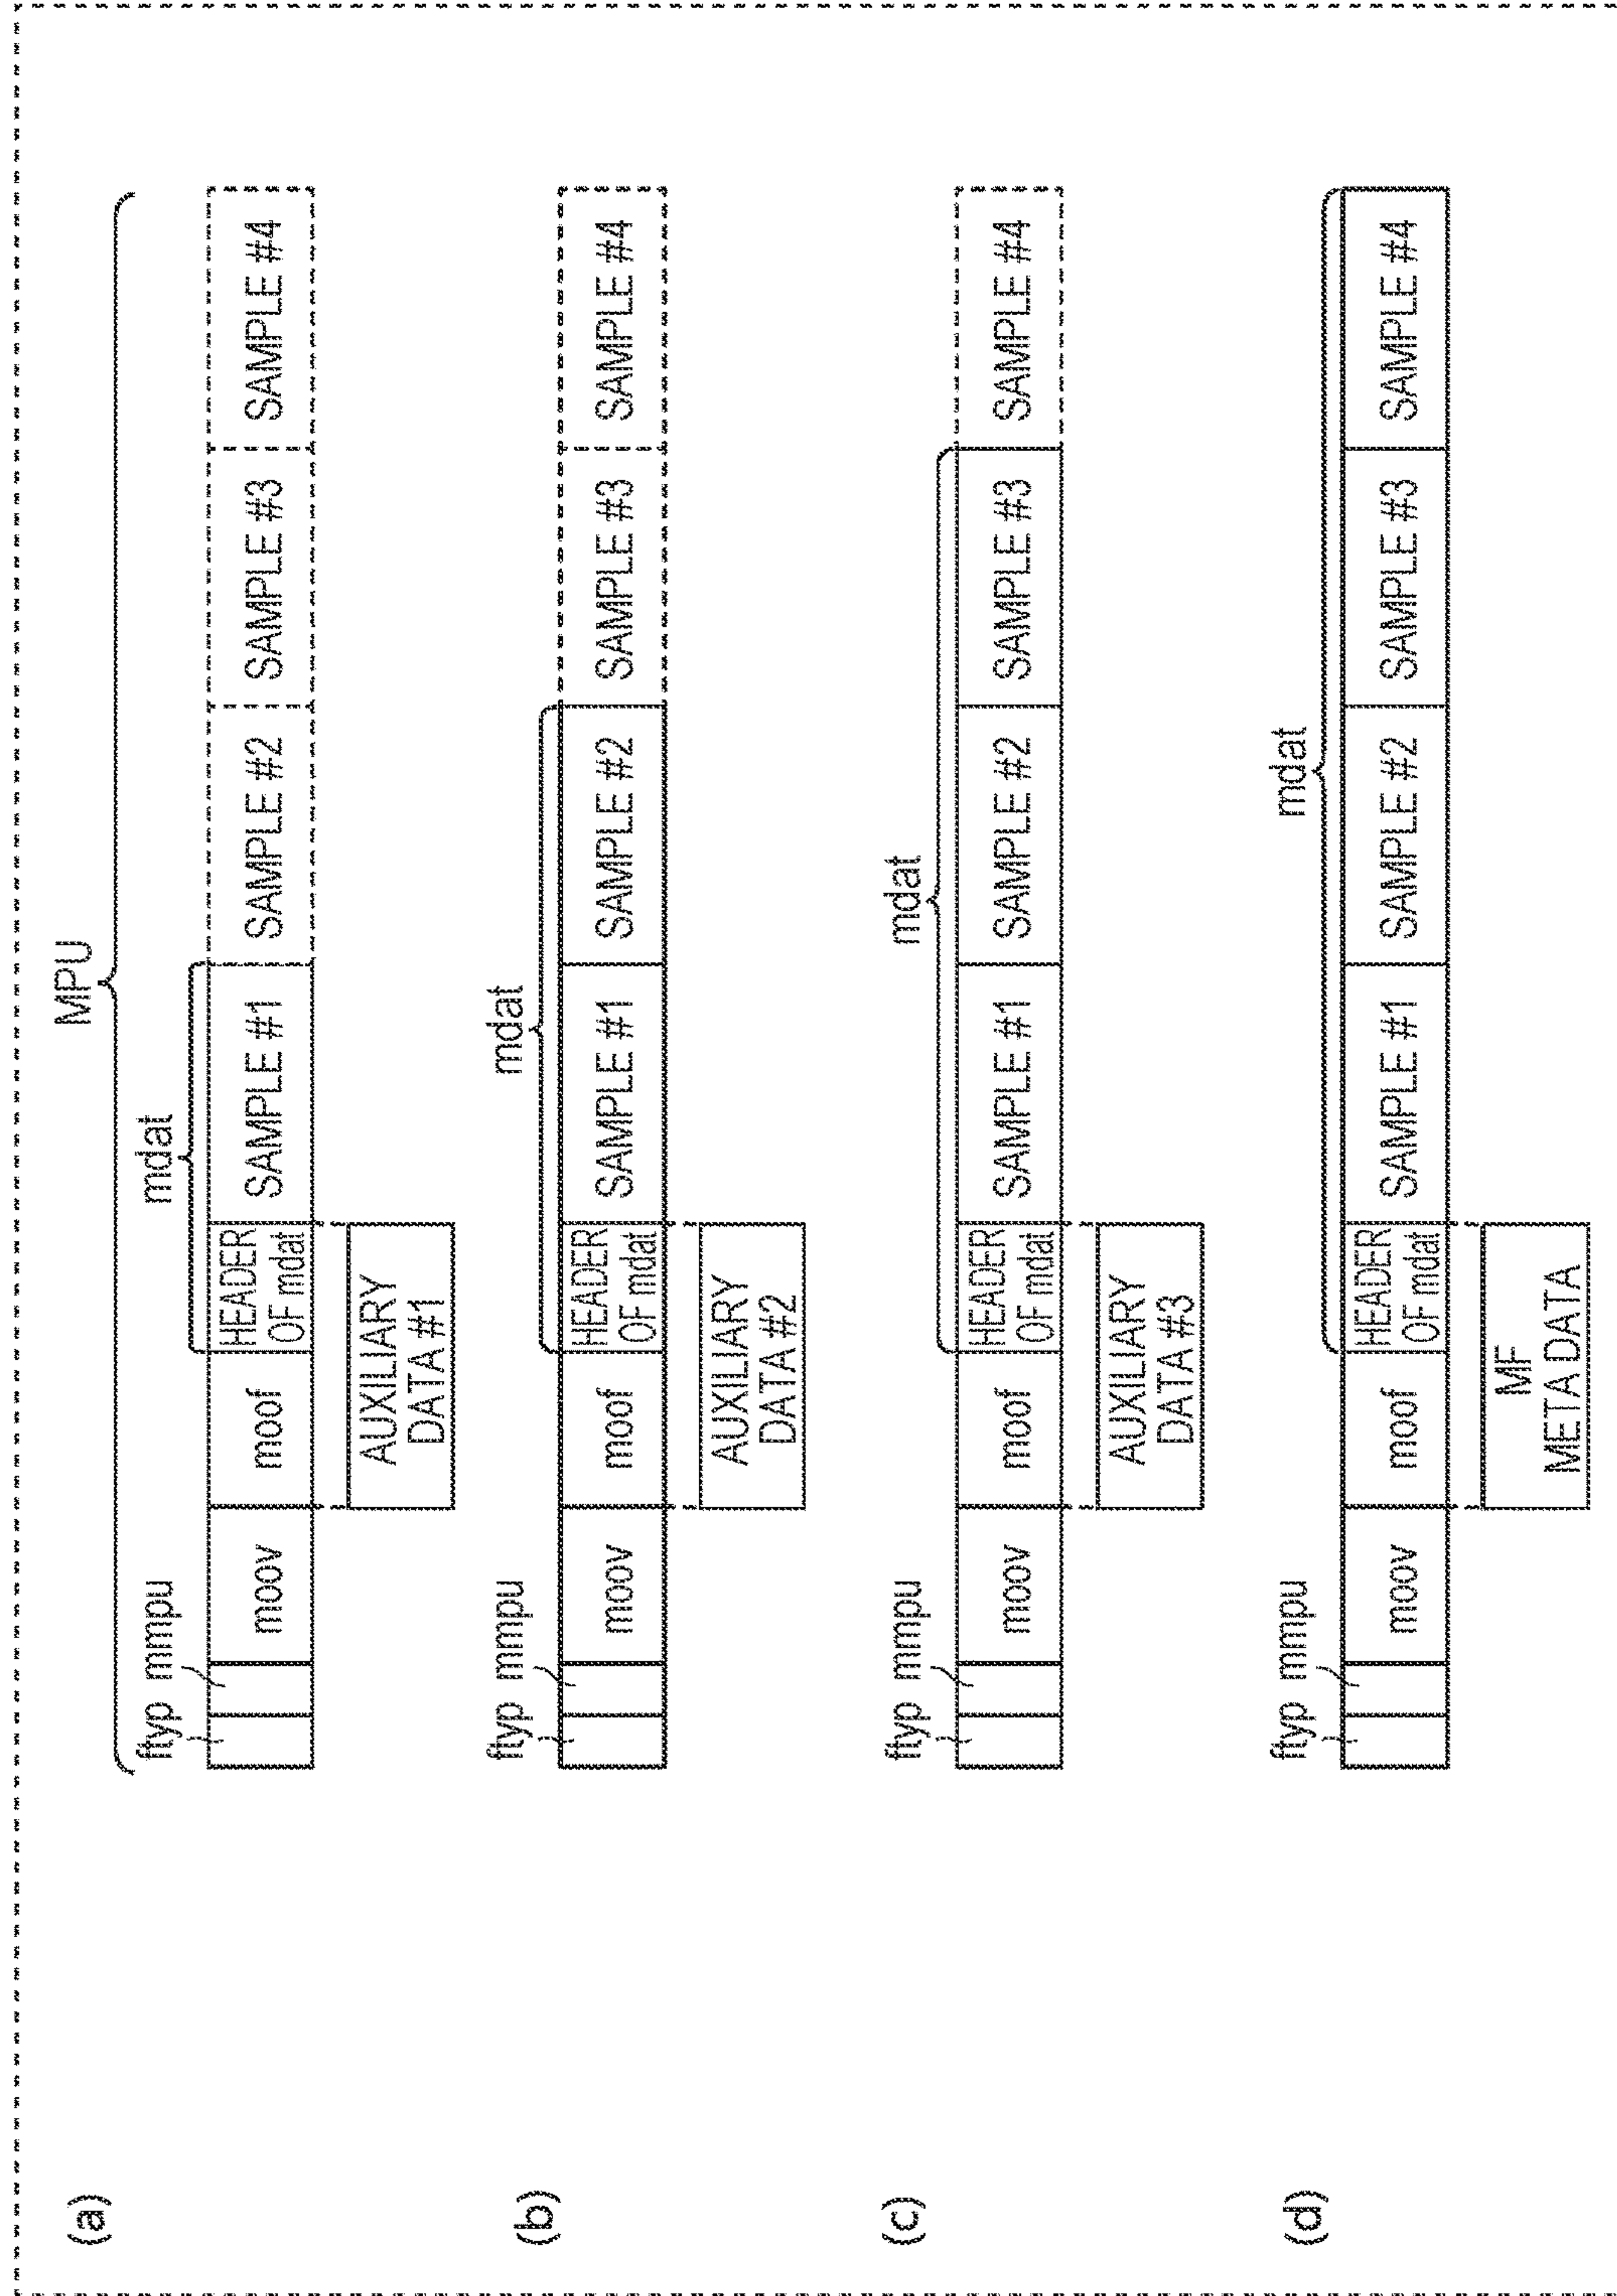 (a)
MPU
ftyp mmpu
mdat
moov
moof
HEADER
OF mdat
SAMPLE #1
SAMPLE #2
SAMPLE #3
SAMPLE #4
AUXILIARY
DATA #1
(b)
ftyp mmpu
mdat
moov
moof
HEADER
OF mdat
SAMPLE #1
SAMPLE #2
SAMPLE #3
SAMPLE #4
AUXILIARY
DATA #2
(c)
ftyp mmpu
mdat
moov
moof
HEADER
OF mdat
SAMPLE #1
SAMPLE #2
SAMPLE #3
SAMPLE #4
AUXILIARY
DATA #3
(d)
ftyp mmpu
mdat
moov
moof
HEADER
OF mdat
SAMPLE #1
SAMPLE #2
SAMPLE #3
SAMPLE #4
MF
META DATA